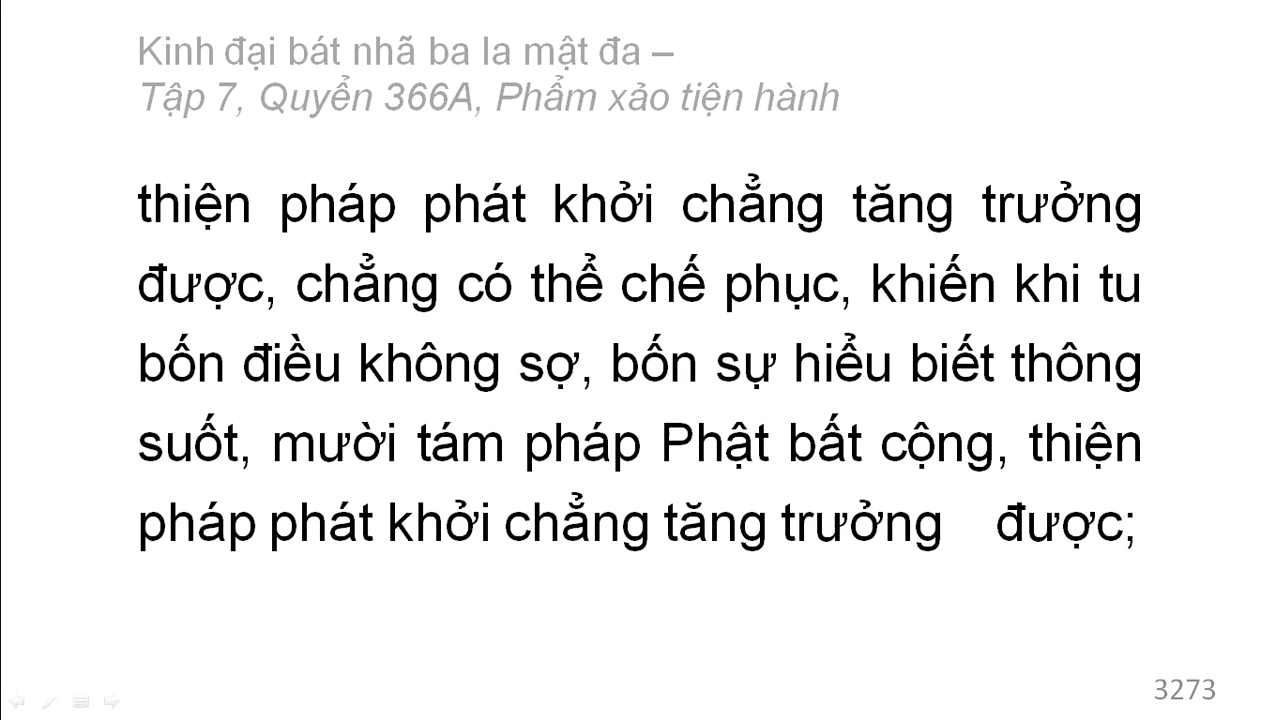 Kinh đại bát nhã ba la mật đa –
Tập 7, Quyển 366A, Phẩm xảo tiện hành
thiện pháp phát khởi chẳng tăng trưởng
được, chẳng có thể chế phục, khiến khi tu
bốn điều không sợ, bốn sự hiểu biết thông
suốt, mười tám pháp Phật bất cộng, thiện
pháp phát khởi chẳng tăng trưởng được;
3273